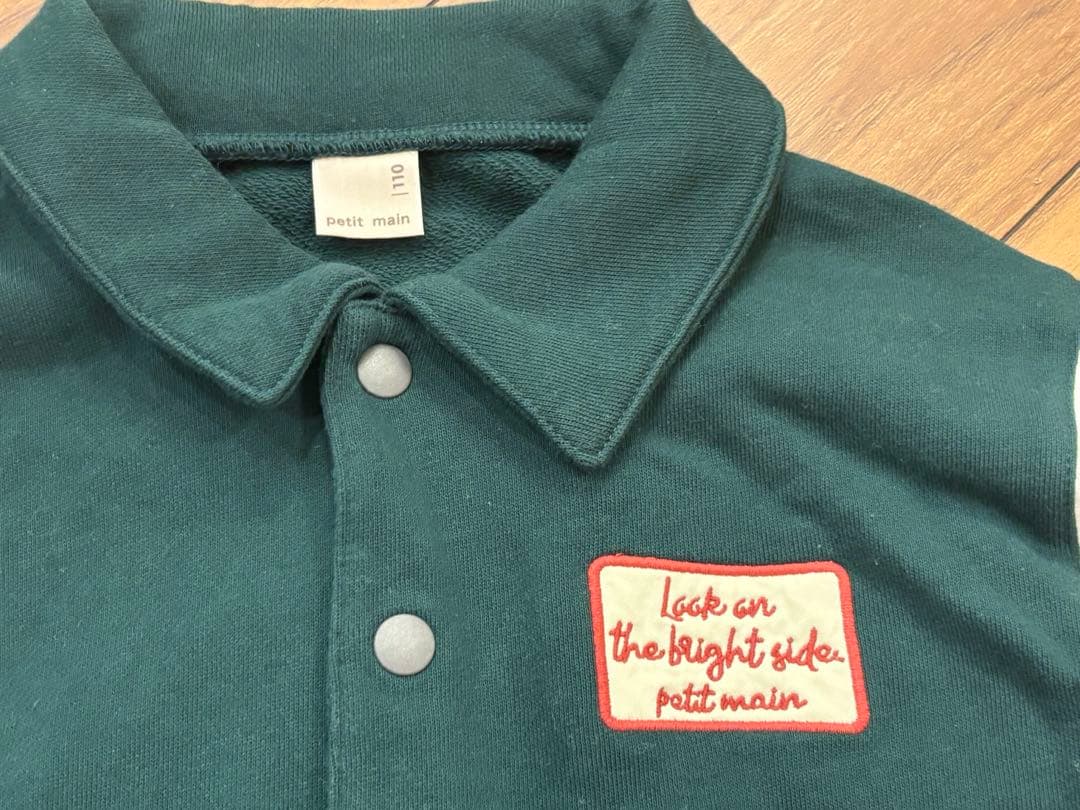 110
petit main
Look on
the bright side.
petit main